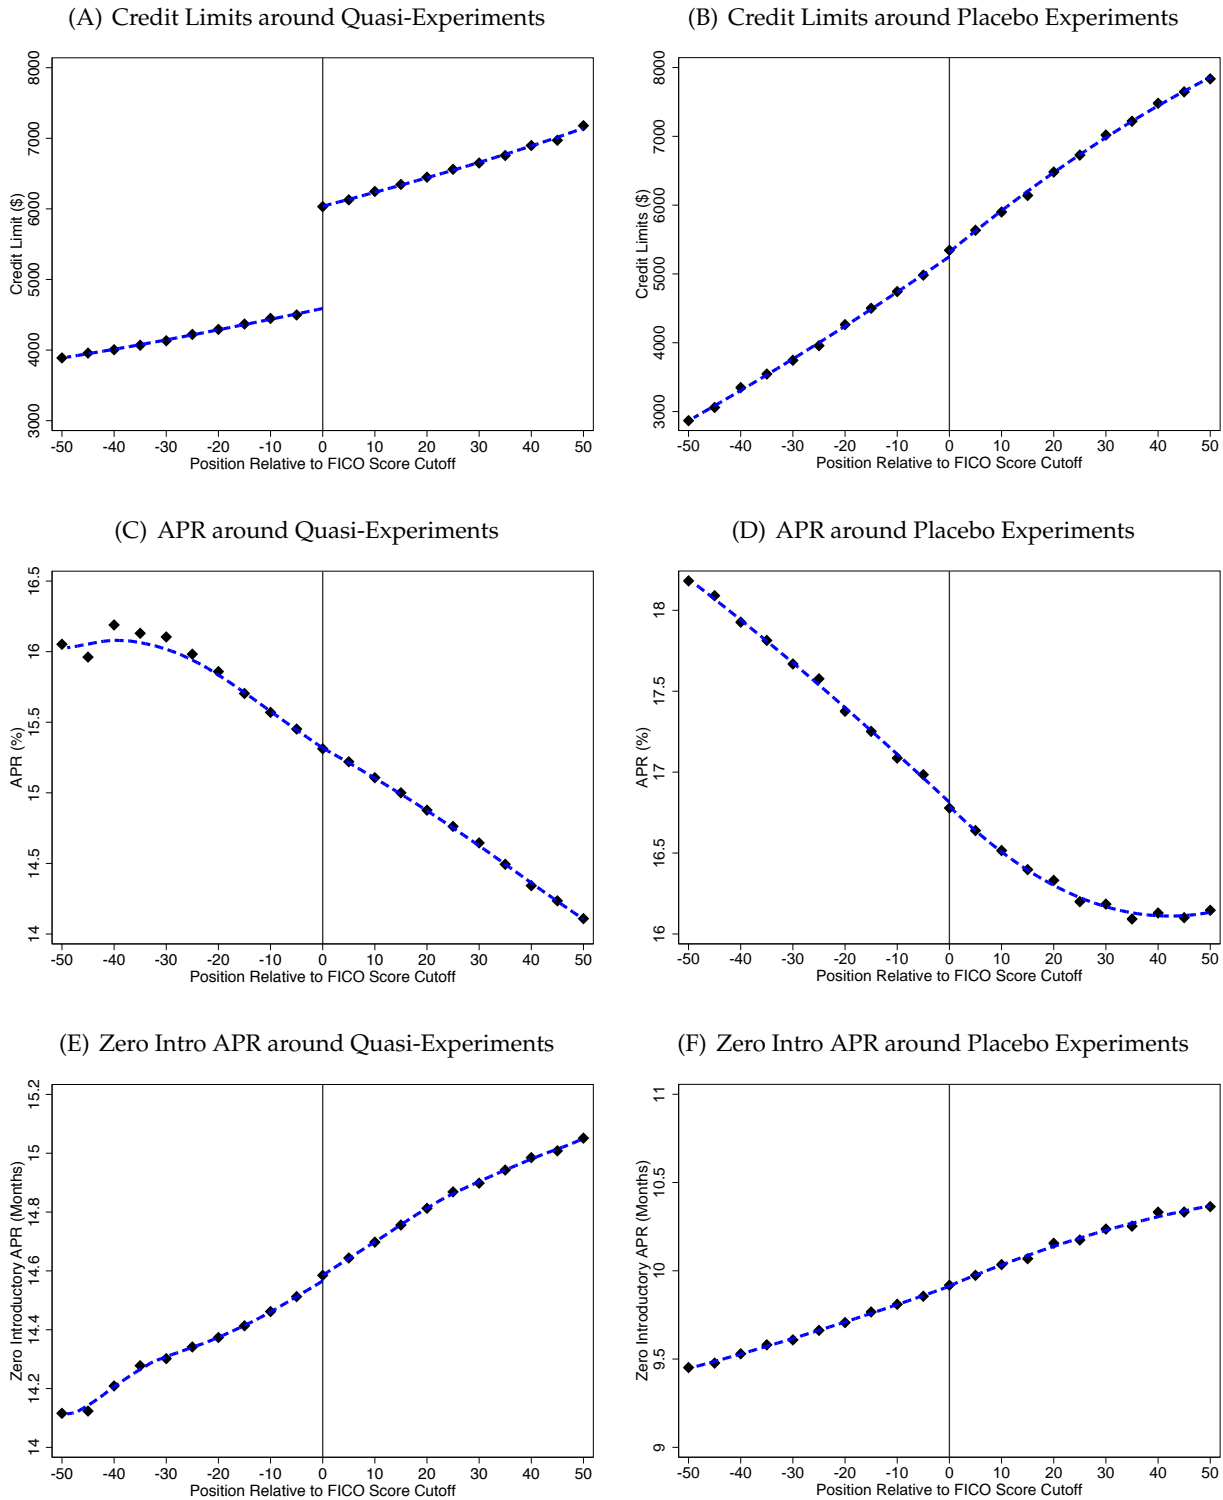 (A) Credit Limits around Quasi-Experiments
Credit Limit ($)
8000
7000
6000
5000
4000
3000
-50 -40 -30 -20 -10 0 10 20 30 40 50
Position Relative to FICO Score Cutoff
(B) Credit Limits around Placebo Experiments
Credit Limits ($)
8000
7000
6000
5000
4000
3000
-50 -40 -30 -20 -10 0 10 20 30 40 50
Position Relative to FICO Score Cutoff
(C) APR around Quasi-Experiments
APR (%)
16.5
16
15.5
15
14.5
14
-50 -40 -30 -20 -10 0 10 20 30 40 50
Position Relative to FICO Score Cutoff
(D) APR around Placebo Experiments
APR (%)
18
17.5
17
16.5
16
-50 -40 -30 -20 -10 0 10 20 30 40 50
Position Relative to FICO Score Cutoff
(E) Zero Intro APR around Quasi-Experiments
Zero Introductory APR (Months)
15.2
15
14.8
14.6
14.4
14.2
14
-50 -40 -30 -20 -10 0 10 20 30 40 50
Position Relative to FICO Score Cutoff
(F) Zero Intro APR around Placebo Experiments
Zero Introductory APR (Months)
11
10.5
10
9.5
9
-50 -40 -30 -20 -10 0 10 20 30 40 50
Position Relative to FICO Score Cutoff